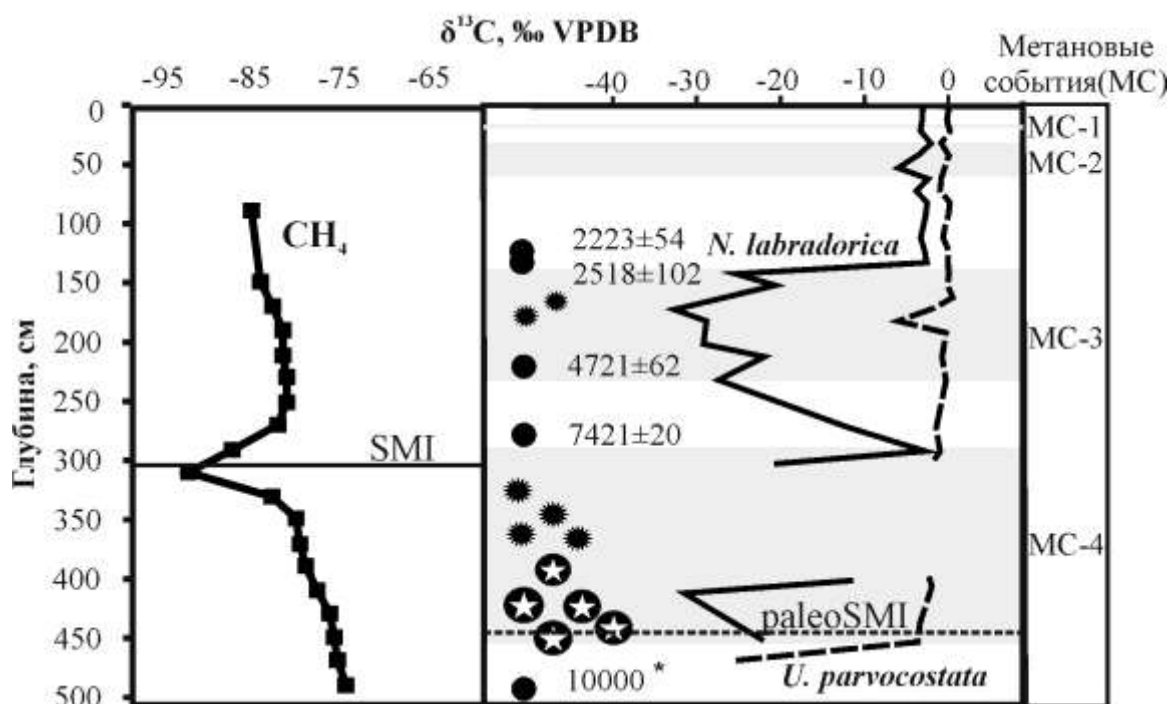 δ¹³C, ‰ VPDB
-95 -85 -75 -65
-40 -30 -20 -10 0
Метановые
события(МС)
Глубина, см
0
50
100
150
200
250
300
350
400
450
500
CH₄
SMI
2223±54
2518±102
4721±62
7421±20
10000 *
N. labradorica
paleoSMI
U. parvocostata
МС-1
МС-2
МС-3
МС-4